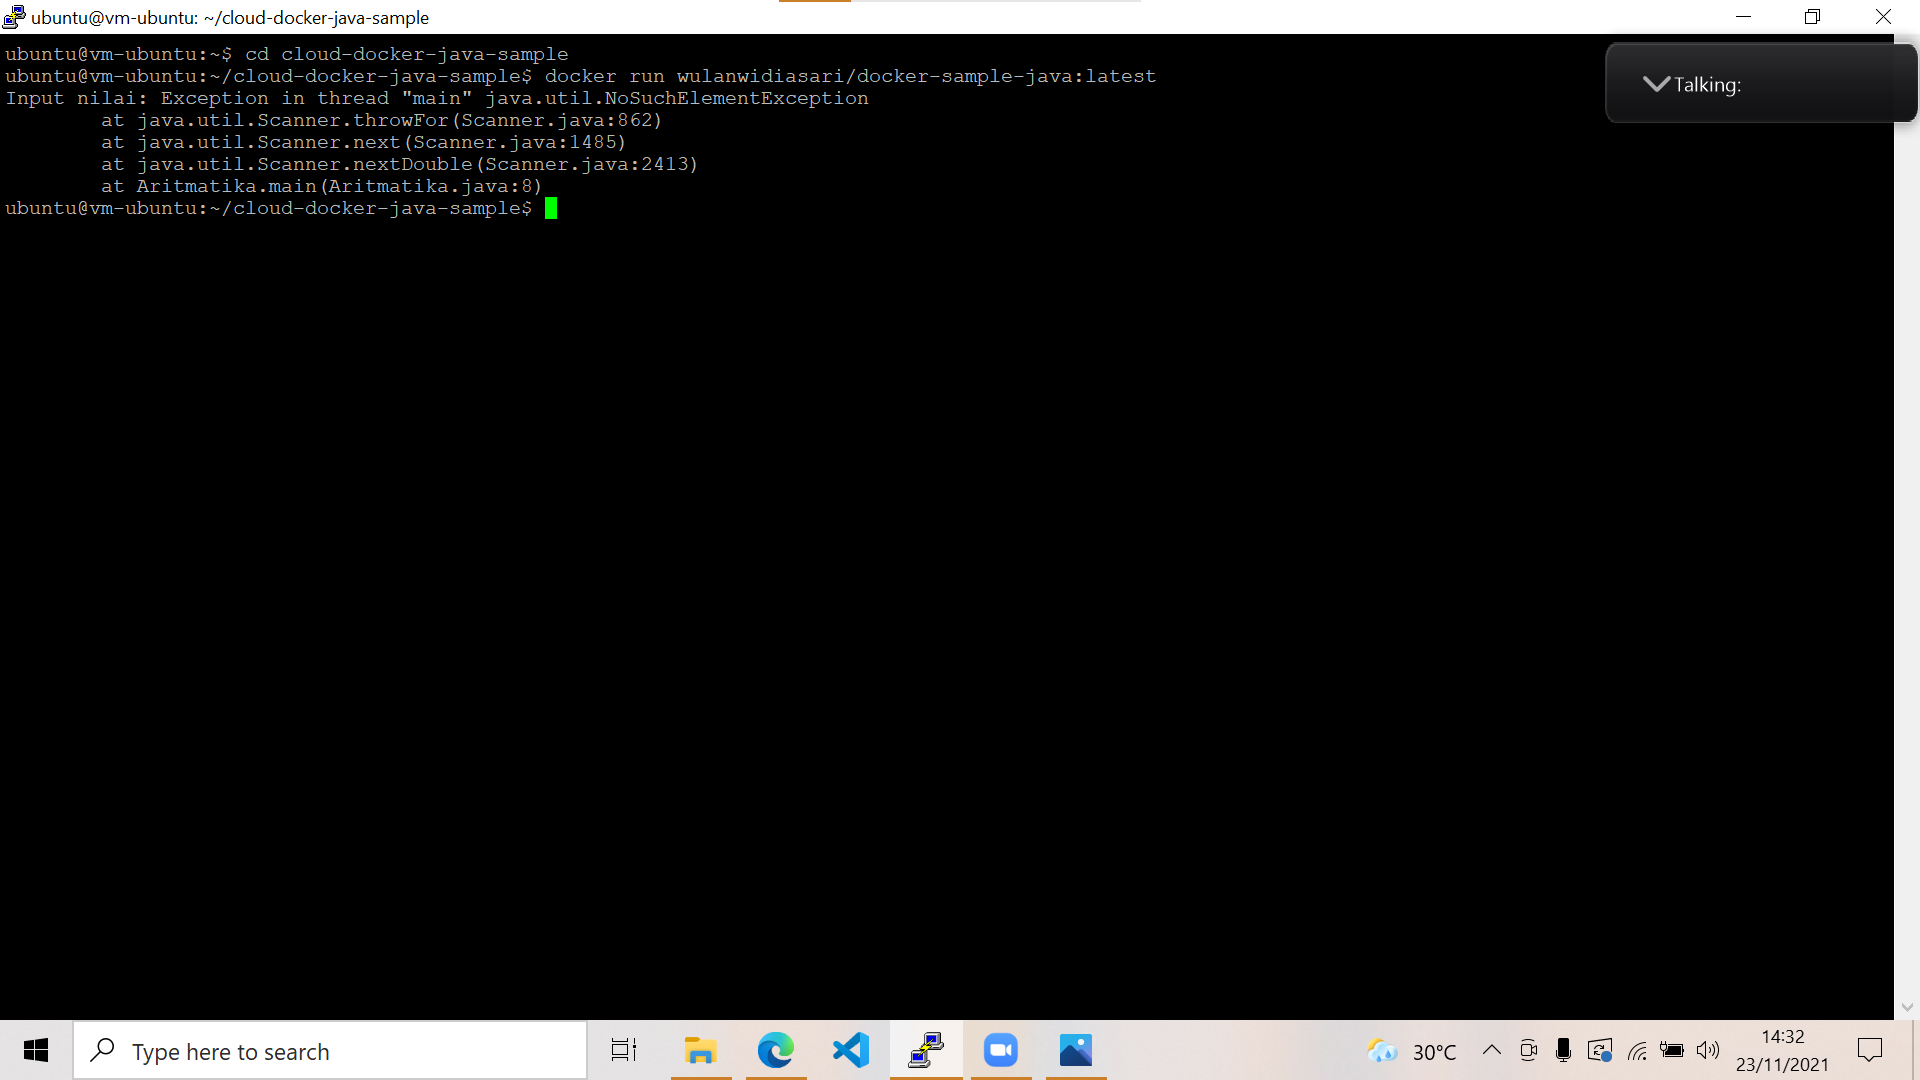 ubuntu@vm-ubuntu: ~/cloud-docker-java-sample
ubuntu@vm-ubuntu:~$ cd cloud-docker-java-sample
ubuntu@vm-ubuntu:~/cloud-docker-java-sample$ docker run wulanwidiasari/docker-sample-java:latest
Input nilai: Exception in thread "main" java.util.NoSuchElementException
        at java.util.Scanner.throwFor(Scanner.java:862)
        at java.util.Scanner.next(Scanner.java:1485)
        at java.util.Scanner.nextDouble(Scanner.java:2413)
        at Aritmatika.main(Aritmatika.java:8)
ubuntu@vm-ubuntu:~/cloud-docker-java-sample$
Talking:
Type here to search
30°C
14:32
23/11/2021